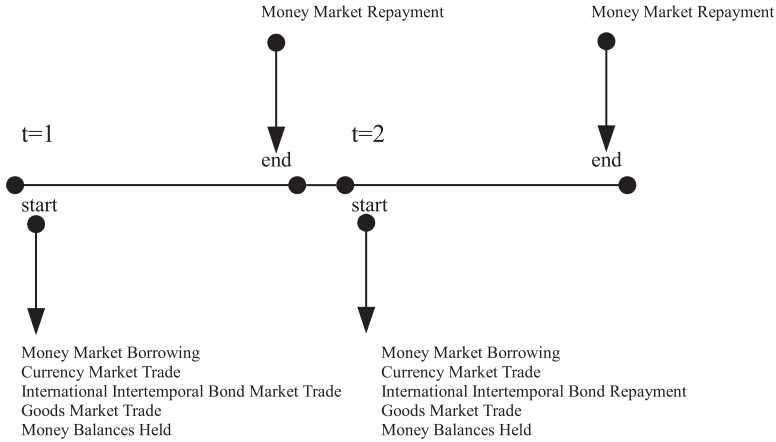 Money Market Repayment
Money Market Repayment
t=1
t=2
end
end
start
start
Money Market Borrowing
Currency Market Trade
International Intertemporal Bond Market Trade
Goods Market Trade
Money Balances Held
Money Market Borrowing
Currency Market Trade
International Intertemporal Bond Repayment
Goods Market Trade
Money Balances Held